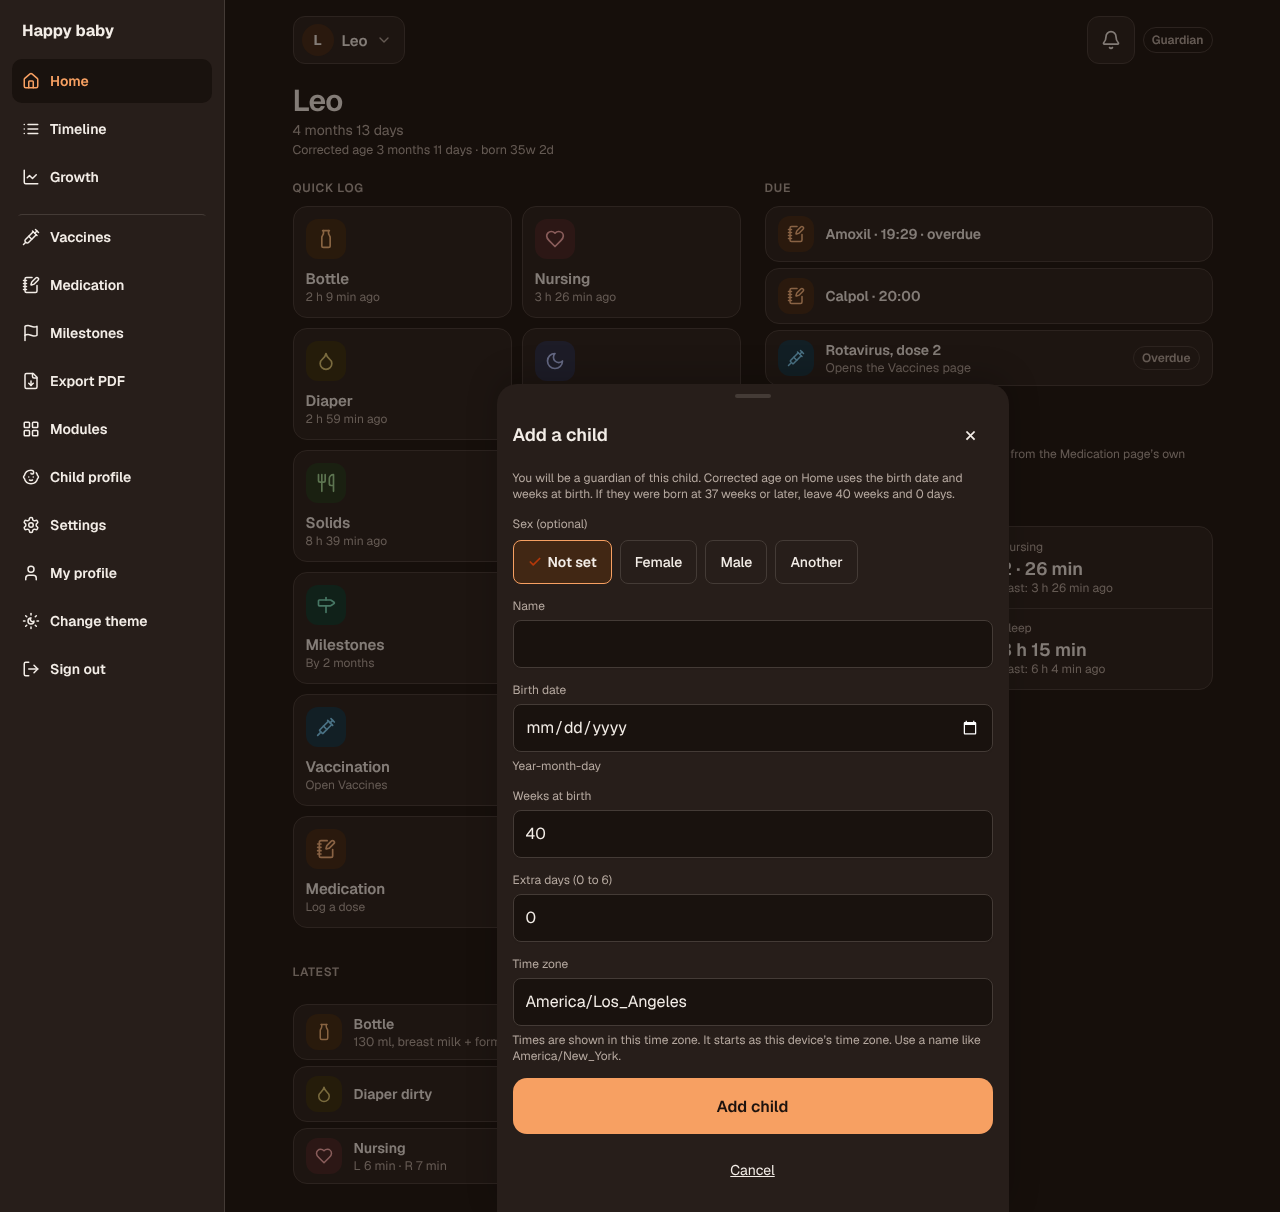 Happy baby
Home
Timeline
Growth
Vaccines
Medication
Milestones
Export PDF
Modules
Child profile
Settings
My profile
Change theme
Sign out
L Leo
Guardian
Leo
4 months 13 days
Corrected age 3 months 11 days · born 35w 2d
QUICK LOG
Bottle
2 h 9 min ago
Nursing
3 h 26 min ago
Diaper
2 h 59 min ago
Solids
8 h 39 min ago
Milestones
By 2 months
Vaccination
Open Vaccines
Medication
Log a dose
LATEST
Bottle
130 ml, breast milk + form
Diaper dirty
Nursing
L 6 min · R 7 min
DUE
Amoxil · 19:29 · overdue
Calpol · 20:00
Rotavirus, dose 2
Opens the Vaccines page
Overdue
from the Medication page's own
ursing
2 · 26 min
ast: 3 h 26 min ago
leep
3 h 15 min
ast: 6 h 4 min ago
Add a child
You will be a guardian of this child. Corrected age on Home uses the birth date and
weeks at birth. If they were born at 37 weeks or later, leave 40 weeks and 0 days.
Sex (optional)
Not set
Female
Male
Another
Name
Birth date
mm/dd/yyyy
Year-month-day
Weeks at birth
40
Extra days (0 to 6)
0
Time zone
America/Los_Angeles
Times are shown in this time zone. It starts as this device's time zone. Use a name like
America/New_York.
Add child
Cancel